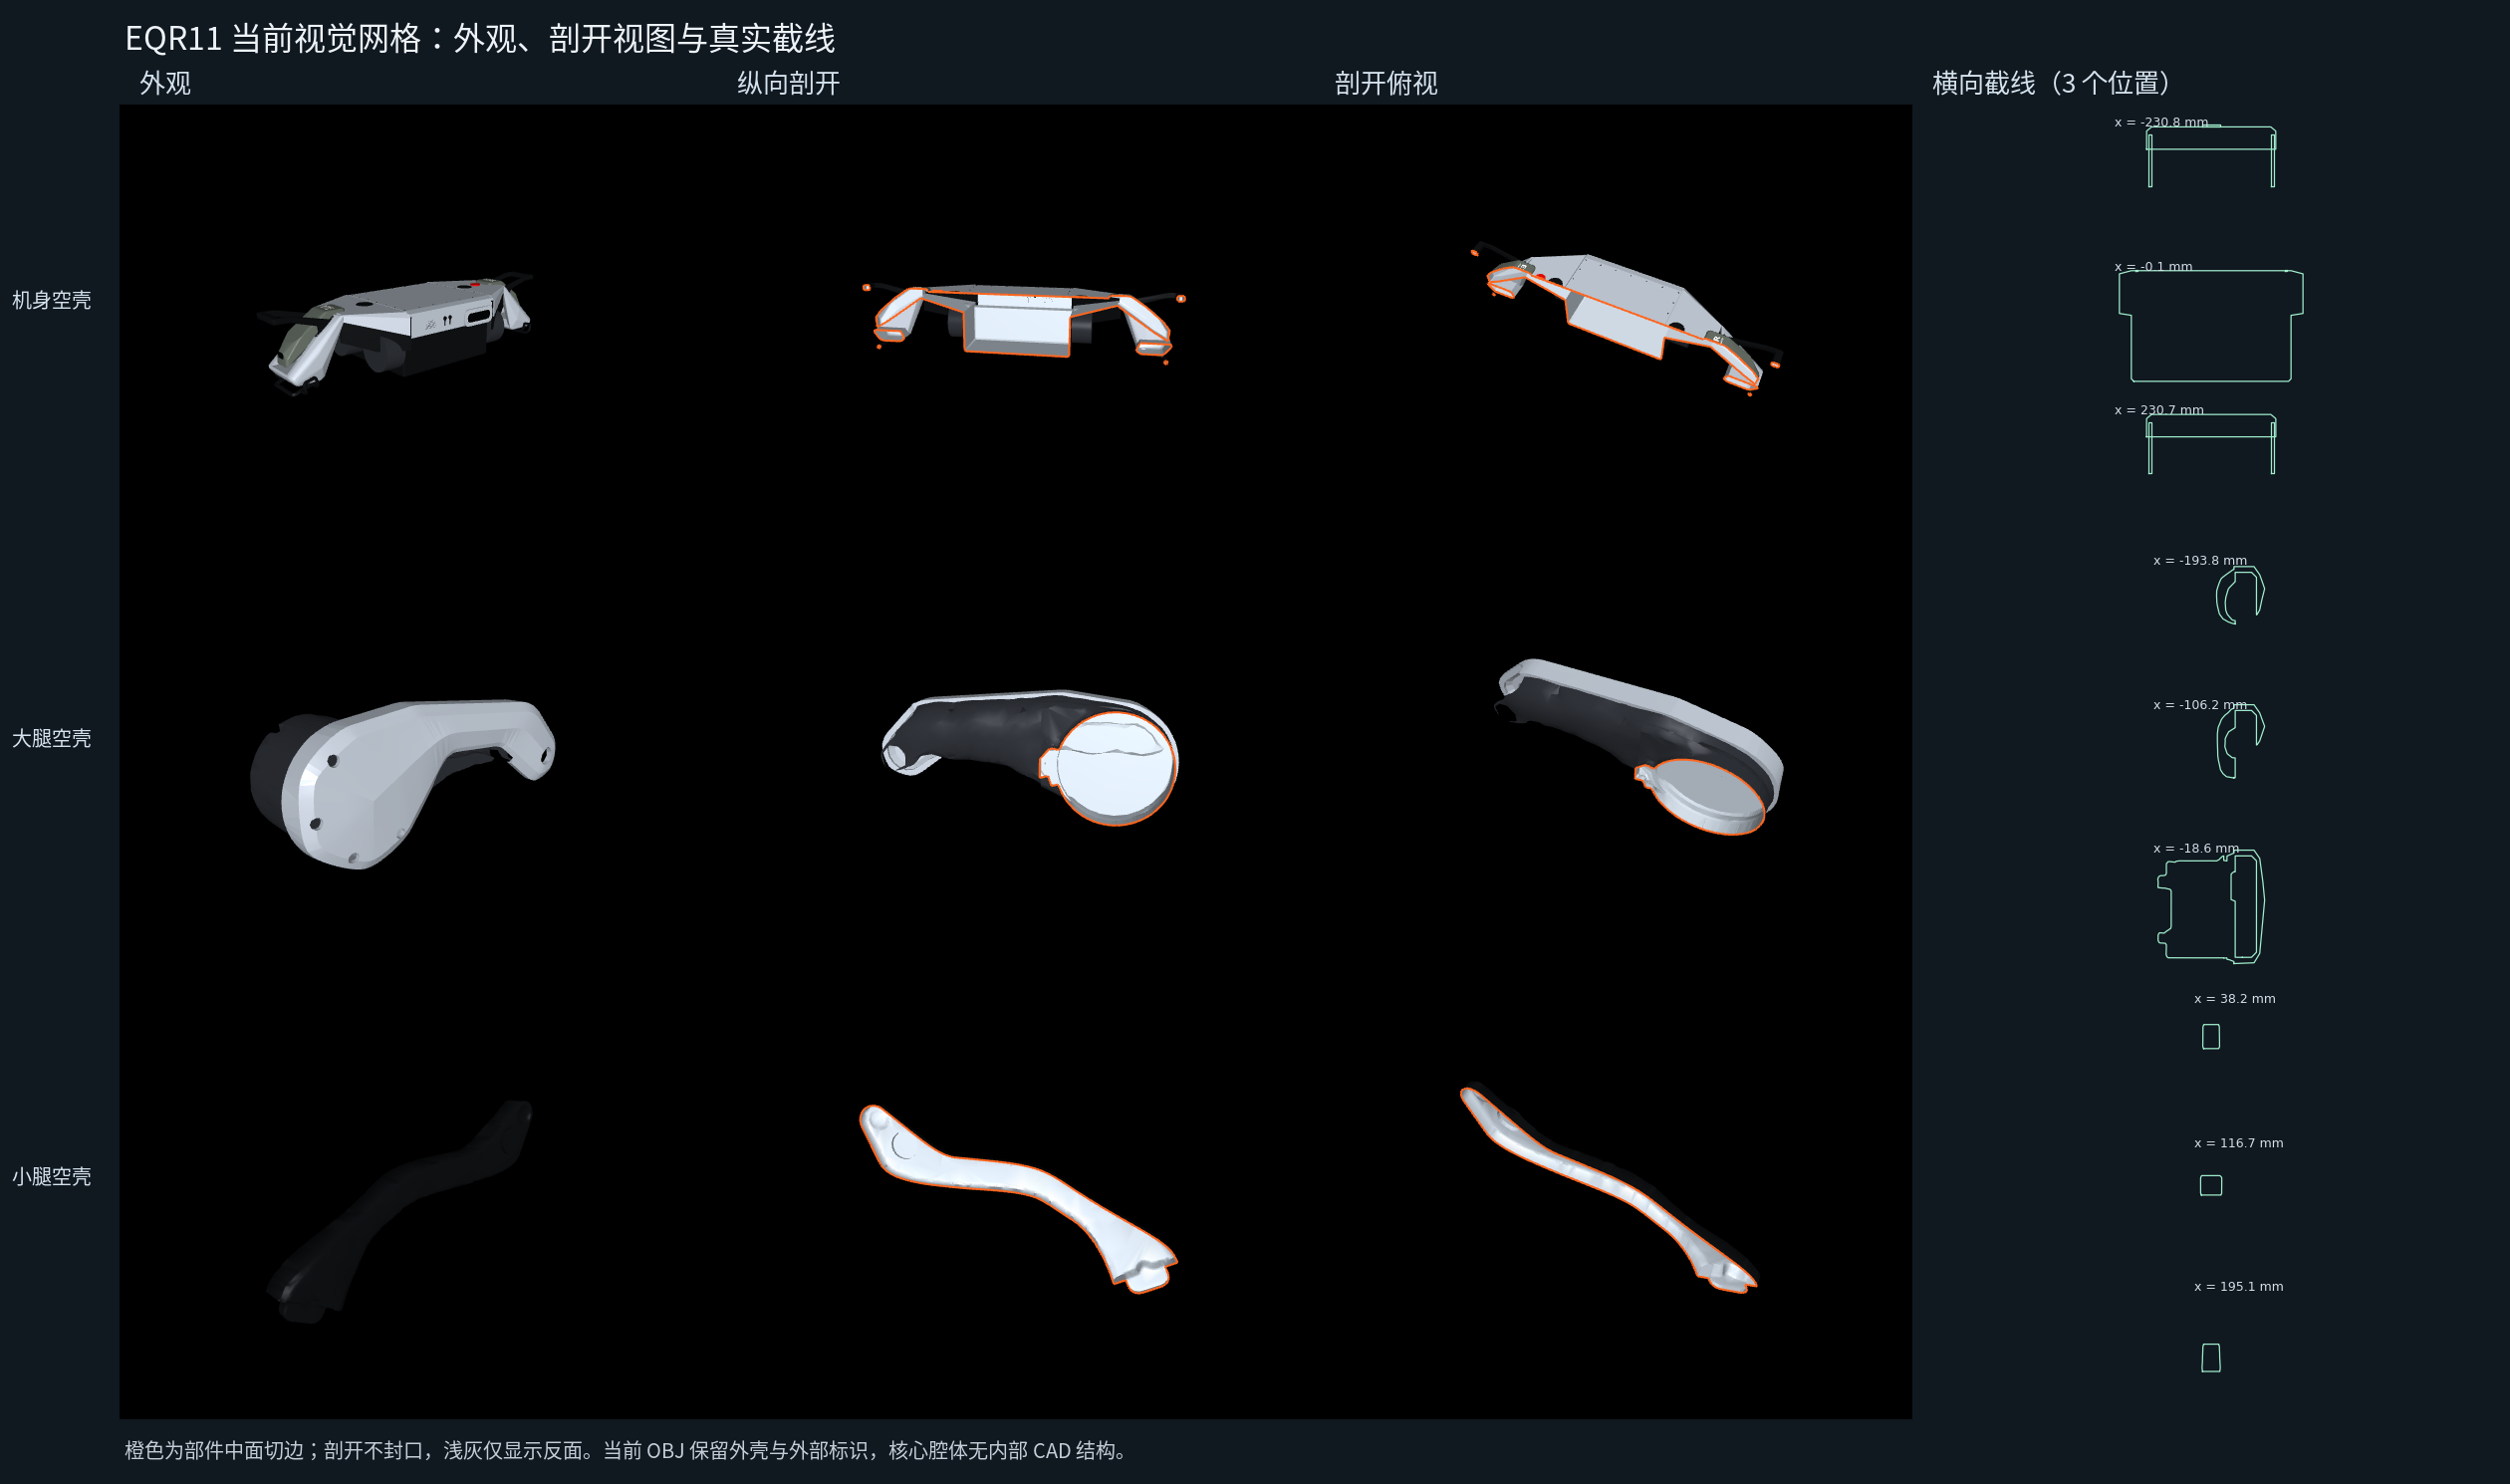 EQR11 当前视觉网格：外观、剖开视图与真实截线
外观
纵向剖开
剖开俯视
横向截线（3 个位置）
机身空壳
x = -230.8 mm
x = -0.1 mm
x = 230.7 mm
大腿空壳
x = -193.8 mm
x = -106.2 mm
x = -18.6 mm
小腿空壳
x = 38.2 mm
x = 116.7 mm
x = 195.1 mm
橙色为部件中面切边；剖开不封口，浅灰仅显示反面。当前 OBJ 保留外壳与外部标识，核心腔体无内部 CAD 结构。